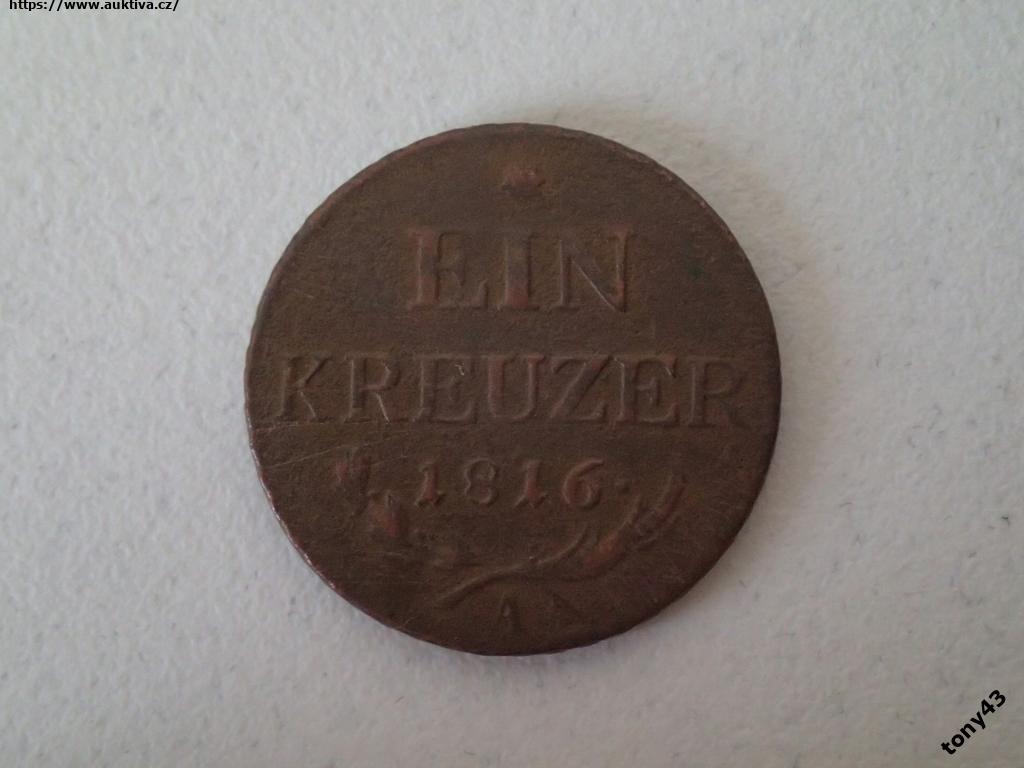 https://www.auktiva.cz/
EIN
KREUZER
1816.
A
tony43